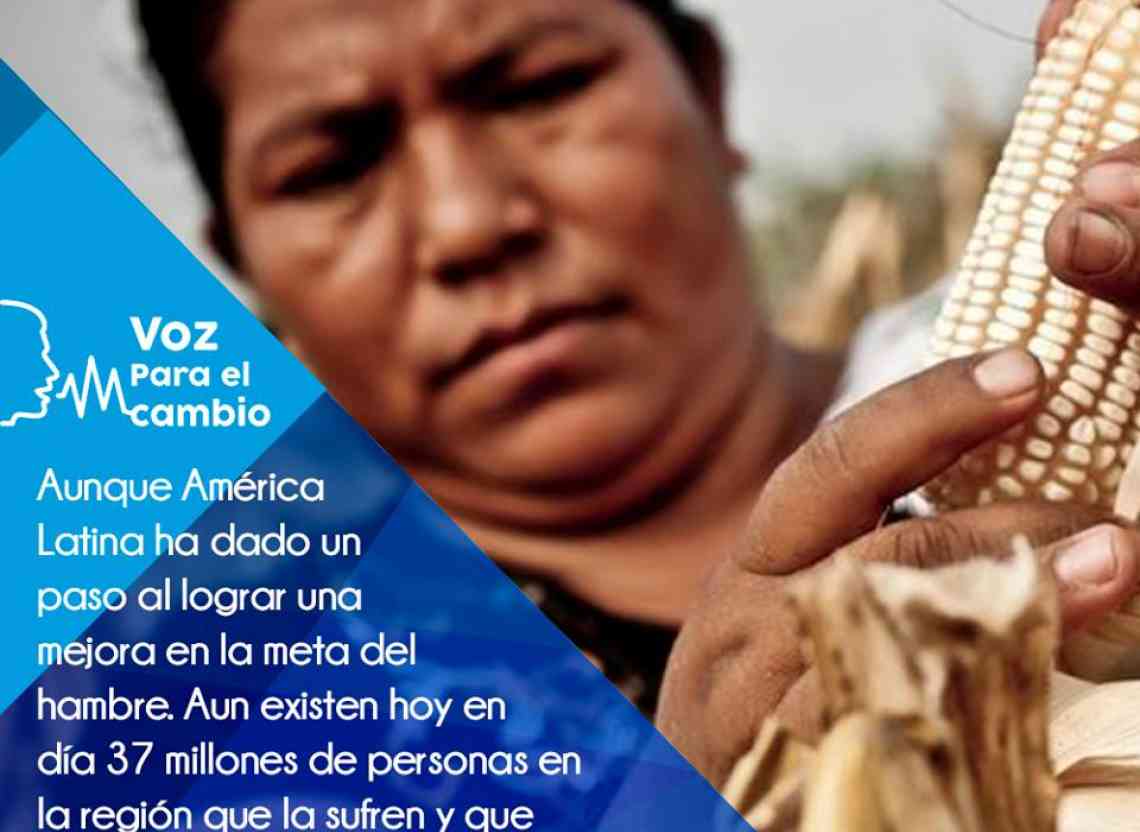 Voz
Para el
cambio
Aunque América
Latina ha dado un
paso al lograr una
mejora en la meta del
hambre. Aun existen hoy en
día 37 millones de personas en
la región que la sufren y que